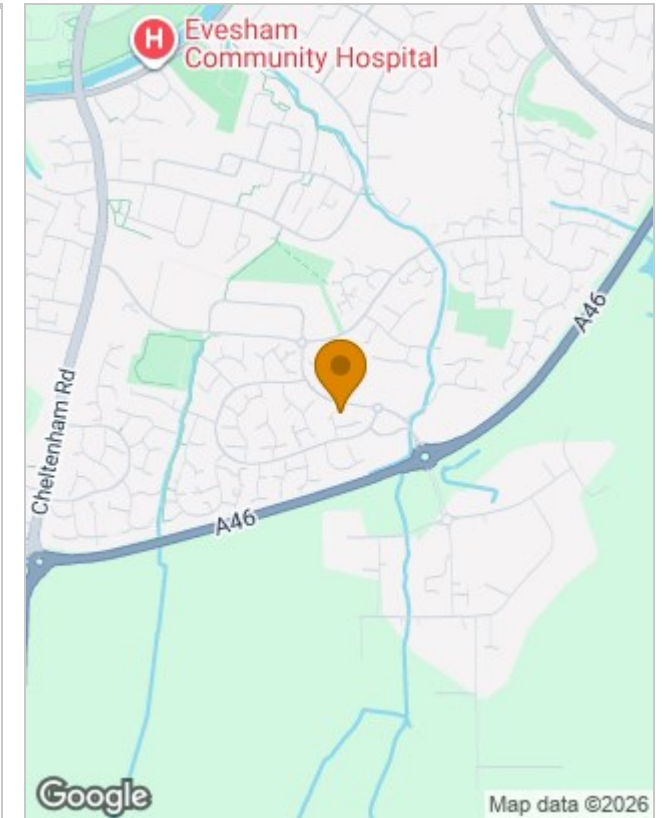 H
Evesham
Community Hospital
A46
Cheltenham Rd
A46
Google
Map data ©2026